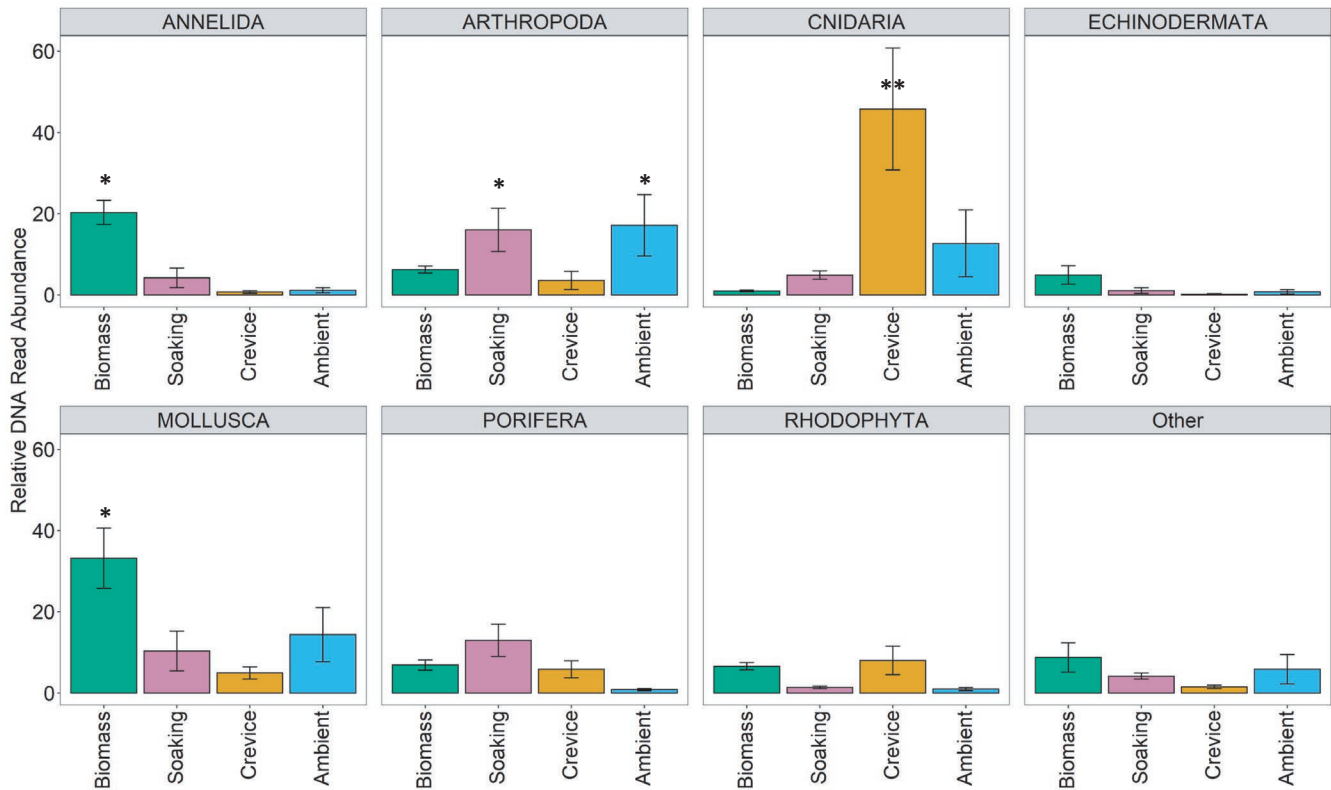 ANNELIDA ARTHROPODA CNIDARIA ECHINODERMATA
Relative DNA Read Abundance
60
40
20
0
* * * **
Biomass Soaking Crevice Ambient Biomass Soaking Crevice Ambient Biomass Soaking Crevice Ambient Biomass Soaking Crevice Ambient
MOLLUSCA PORIFERA RHODOPHYTA Other
60
40
20
0
*
Biomass Soaking Crevice Ambient Biomass Soaking Crevice Ambient Biomass Soaking Crevice Ambient Biomass Soaking Crevice Ambient